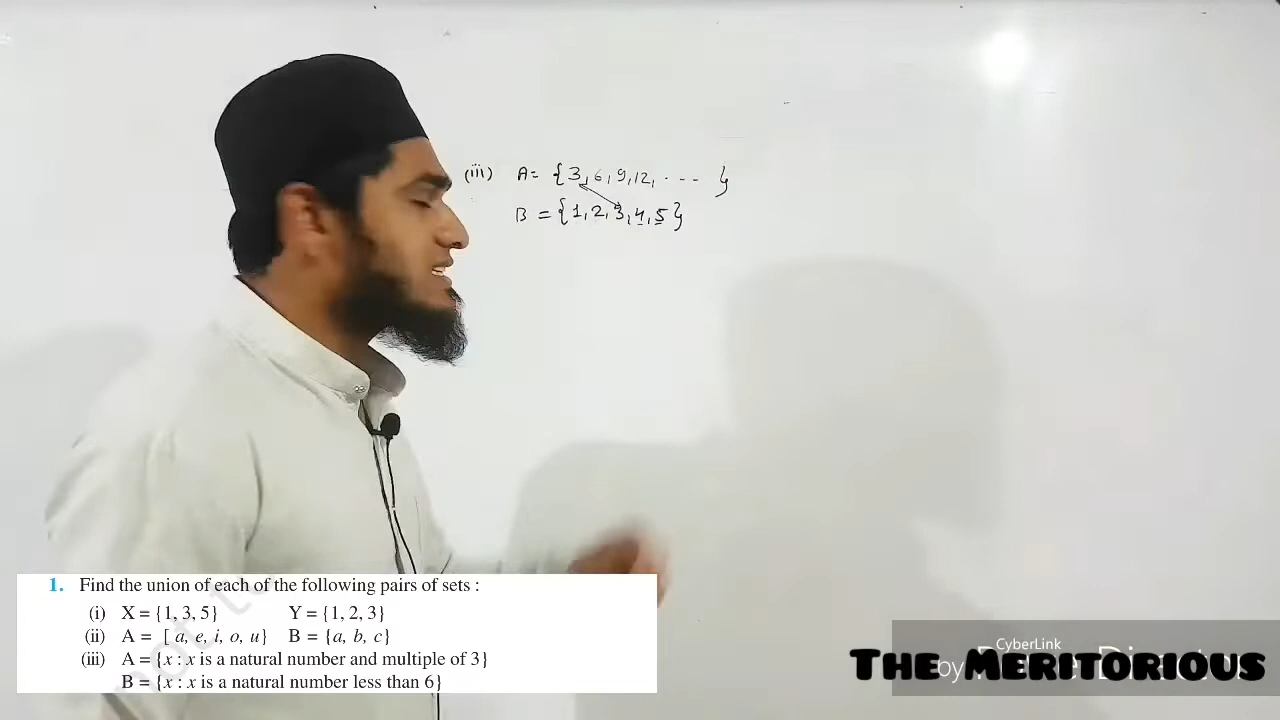 (iii) A = {3, 6, 9, 12, . - - - }
B = {1, 2, 3, 4, 5}
1. Find the union of each of the following pairs of sets :
(i) X = {1, 3, 5} Y = {1, 2, 3}
(ii) A = [ a, e, i, o, u} B = {a, b, c}
(iii) A = {x : x is a natural number and multiple of 3}
B = {x : x is a natural number less than 6}
CyberLink
by
THE MERITORIOUS